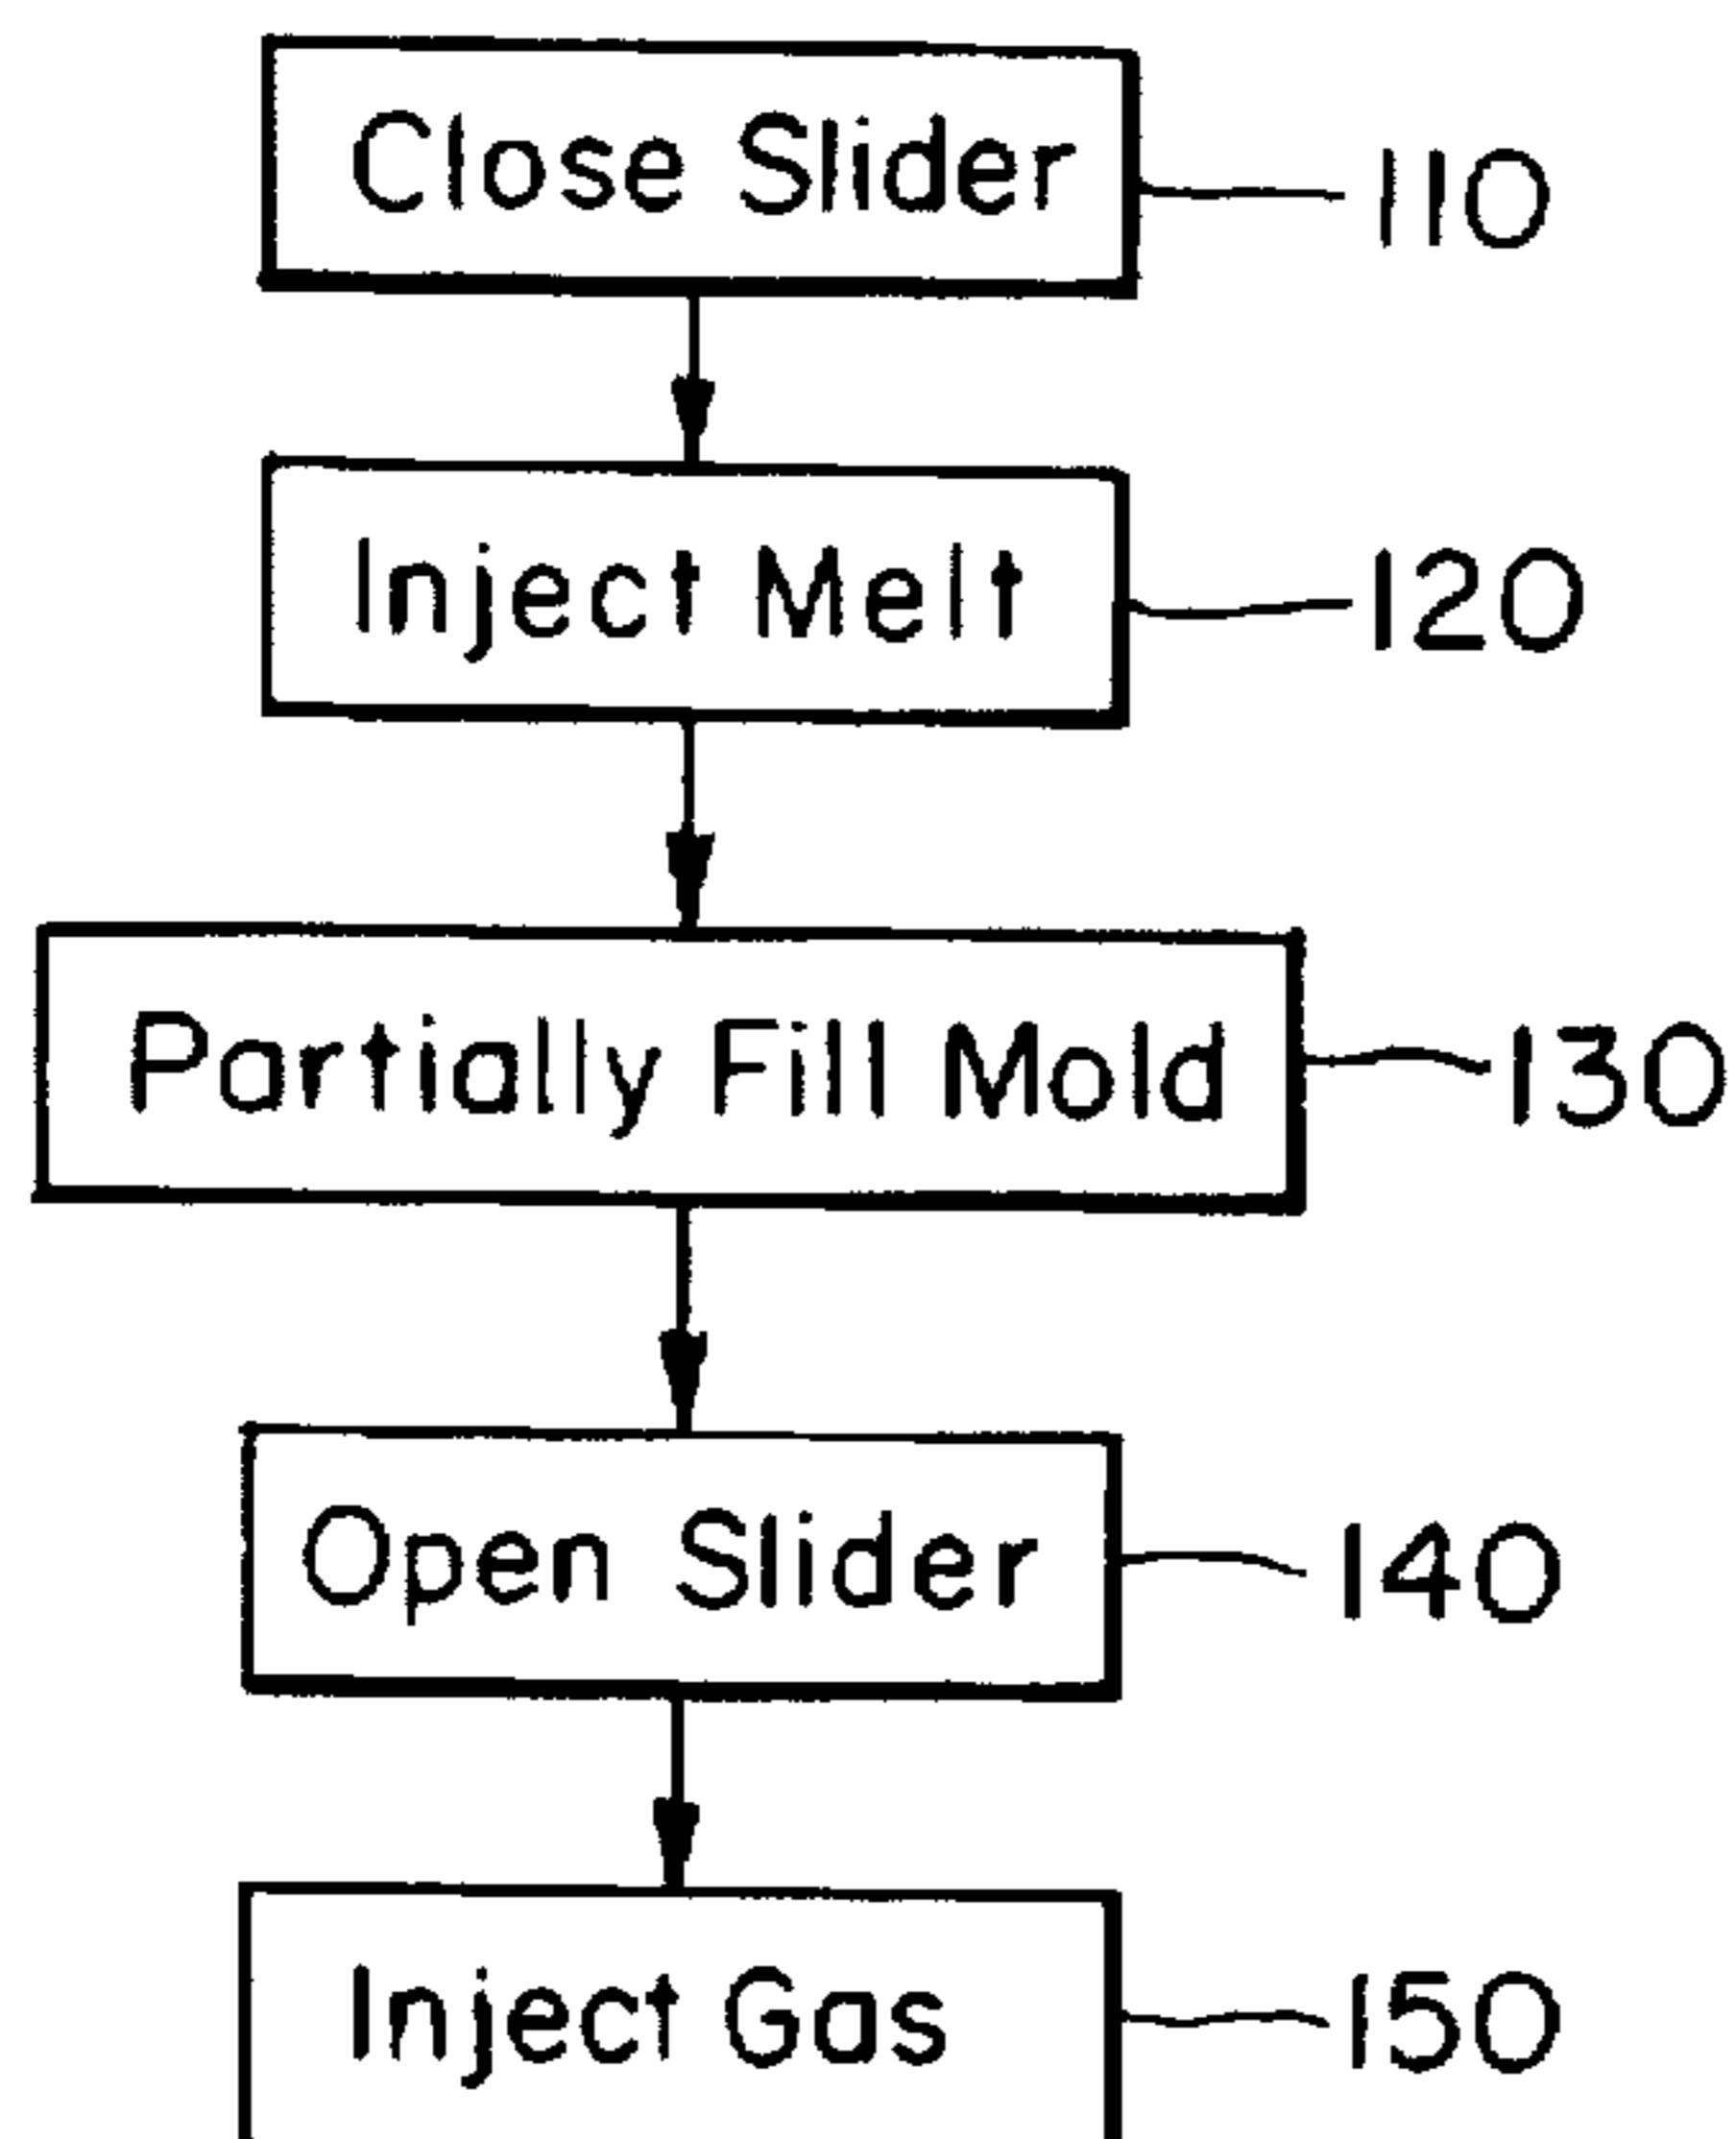 Close Slider 110
Inject Melt 120
Partially Fill Mold 130
Open Slider 140
Inject Gas 150